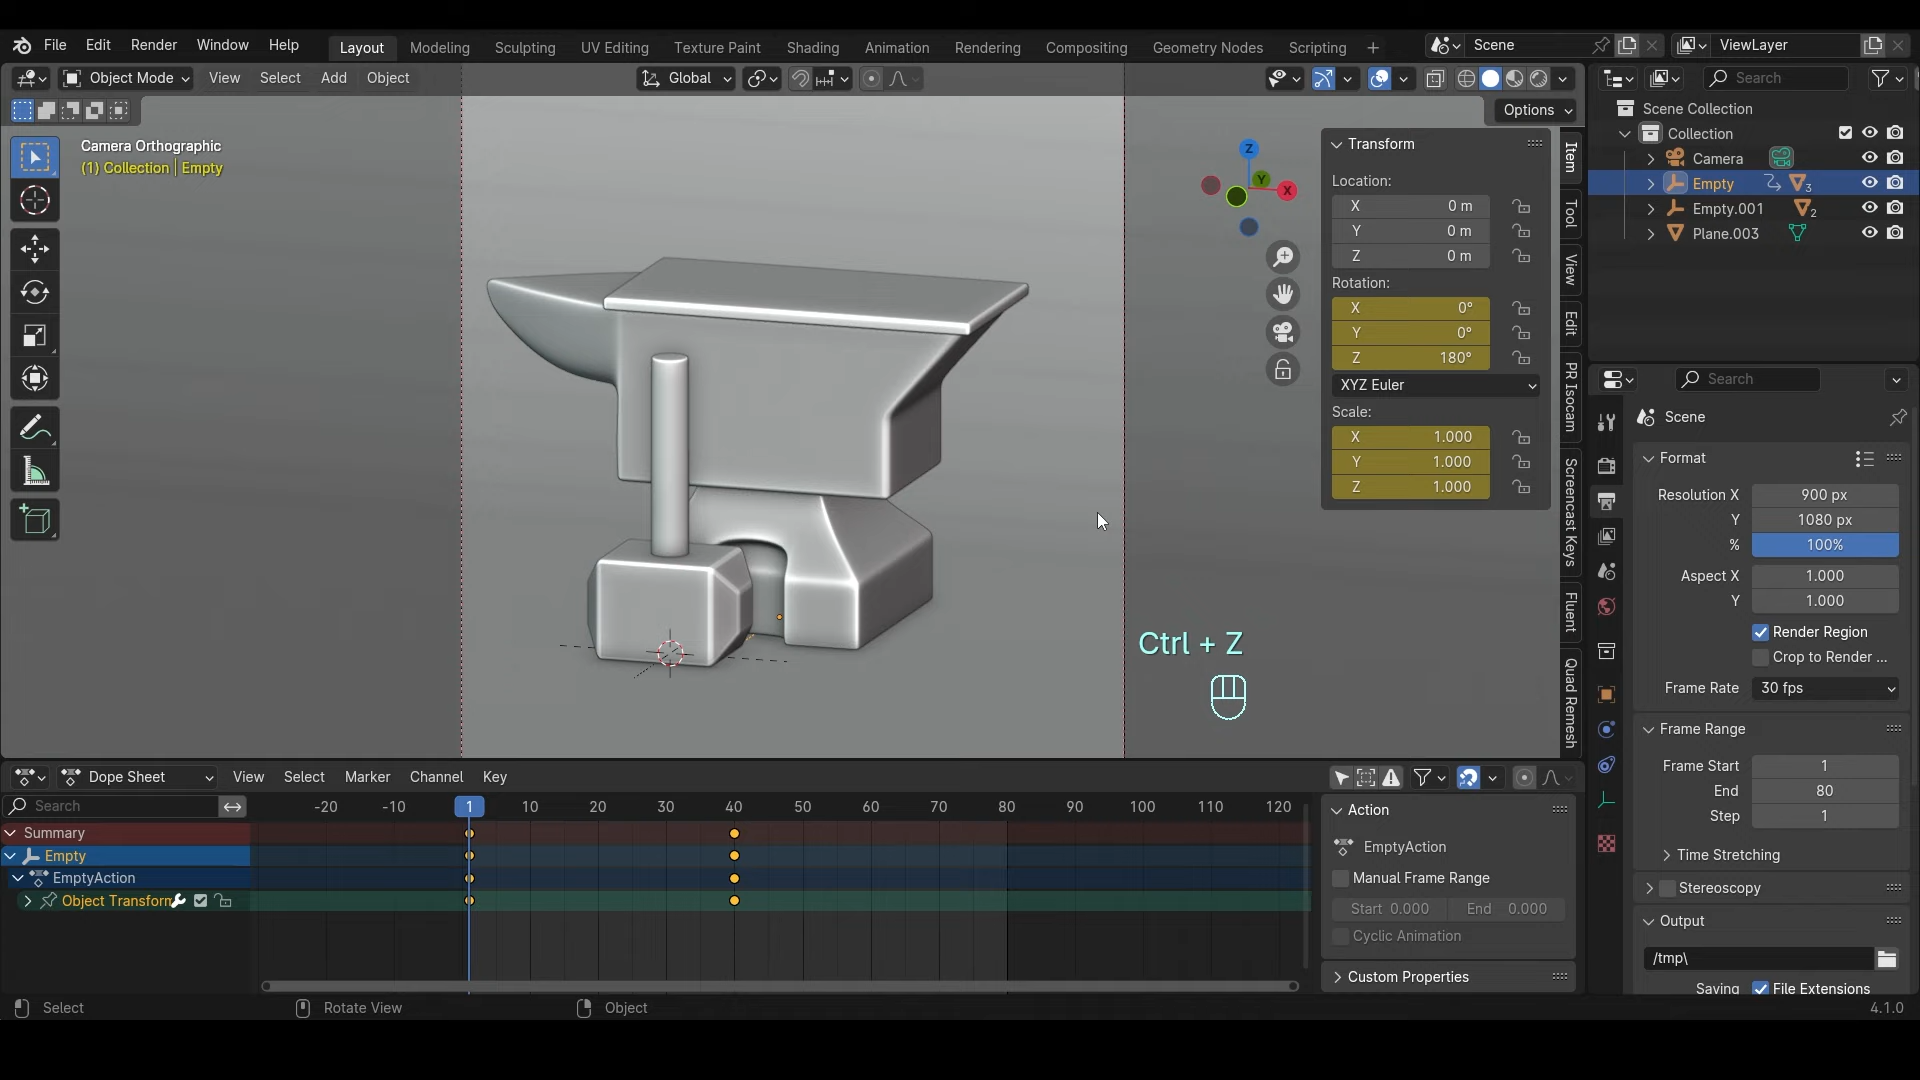 File Edit Render Window Help Layout Modeling Sculpting UV Editing Texture Paint Shading Animation Rendering Compositing Geometry Nodes Scripting + Scene ViewLayer
Object Mode View Select Add Object Global Search
Options
Camera Orthographic
(1) Collection | Empty
Z
Y
X
Transform
Location:
X 0 m
Y 0 m
Z 0 m
Rotation:
X 0°
Y 0°
Z 180°
XYZ Euler
Scale:
X 1.000
Y 1.000
Z 1.000
Item
Tool
View
Edit
PR Isocam
Screencast Keys
Fluent
Quad Remesh
Ctrl + Z
Scene Collection
Collection
Camera
Empty 3
Empty.001 2
Plane.003
Search
Scene
Format
Resolution X 900 px
Y 1080 px
% 100%
Aspect X 1.000
Y 1.000
Render Region
Crop to Render ...
Frame Rate 30 fps
Frame Range
Frame Start 1
End 80
Step 1
Time Stretching
Stereoscopy
Output
/tmp\
Saving File Extensions
Dope Sheet View Select Marker Channel Key
Search -20 -10 1 10 20 30 40 50 60 70 80 90 100 110 120
Summary
Empty
EmptyAction
Object Transform
Action
EmptyAction
Manual Frame Range
Start 0.000 End 0.000
Cyclic Animation
Custom Properties
Select Rotate View Object 4.1.0